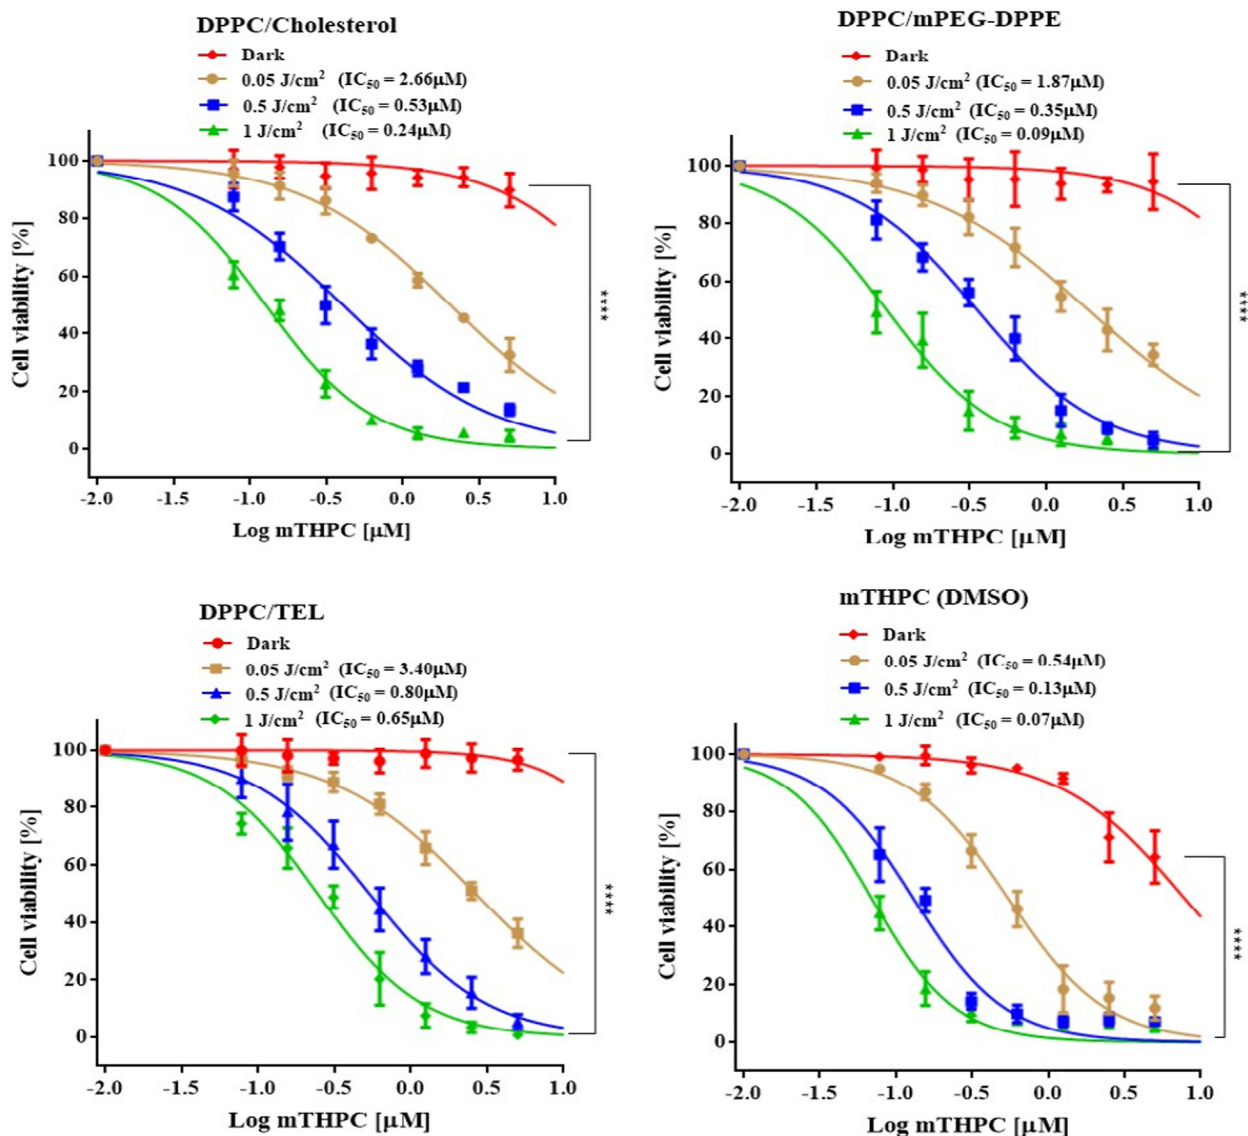 DPPC/Cholesterol
Dark
0.05 J/cm² (IC₅₀ = 2.66μM)
0.5 J/cm² (IC₅₀ = 0.53μM)
1 J/cm² (IC₅₀ = 0.24μM)
100
80
60
40
20
0
Cell viability [%]
-2.0 -1.5 -1.0 -0.5 0.0 0.5 1.0
Log mTHPC [μM]
****
DPPC/mPEG-DPPE
Dark
0.05 J/cm² (IC₅₀ = 1.87μM)
0.5 J/cm² (IC₅₀ = 0.35μM)
1 J/cm² (IC₅₀ = 0.09μM)
100
80
60
40
20
0
Cell viability [%]
-2.0 -1.5 -1.0 -0.5 0.0 0.5 1.0
Log mTHPC [μM]
****
DPPC/TEL
Dark
0.05 J/cm² (IC₅₀ = 3.40μM)
0.5 J/cm² (IC₅₀ = 0.80μM)
1 J/cm² (IC₅₀ = 0.65μM)
100
80
60
40
20
0
Cell viability [%]
-2.0 -1.5 -1.0 -0.5 0.0 0.5 1.0
Log mTHPC [μM]
****
mTHPC (DMSO)
Dark
0.05 J/cm² (IC₅₀ = 0.54μM)
0.5 J/cm² (IC₅₀ = 0.13μM)
1 J/cm² (IC₅₀ = 0.07μM)
100
80
60
40
20
0
Cell viability [%]
-2.0 -1.5 -1.0 -0.5 0.0 0.5 1.0
Log mTHPC [μM]
****